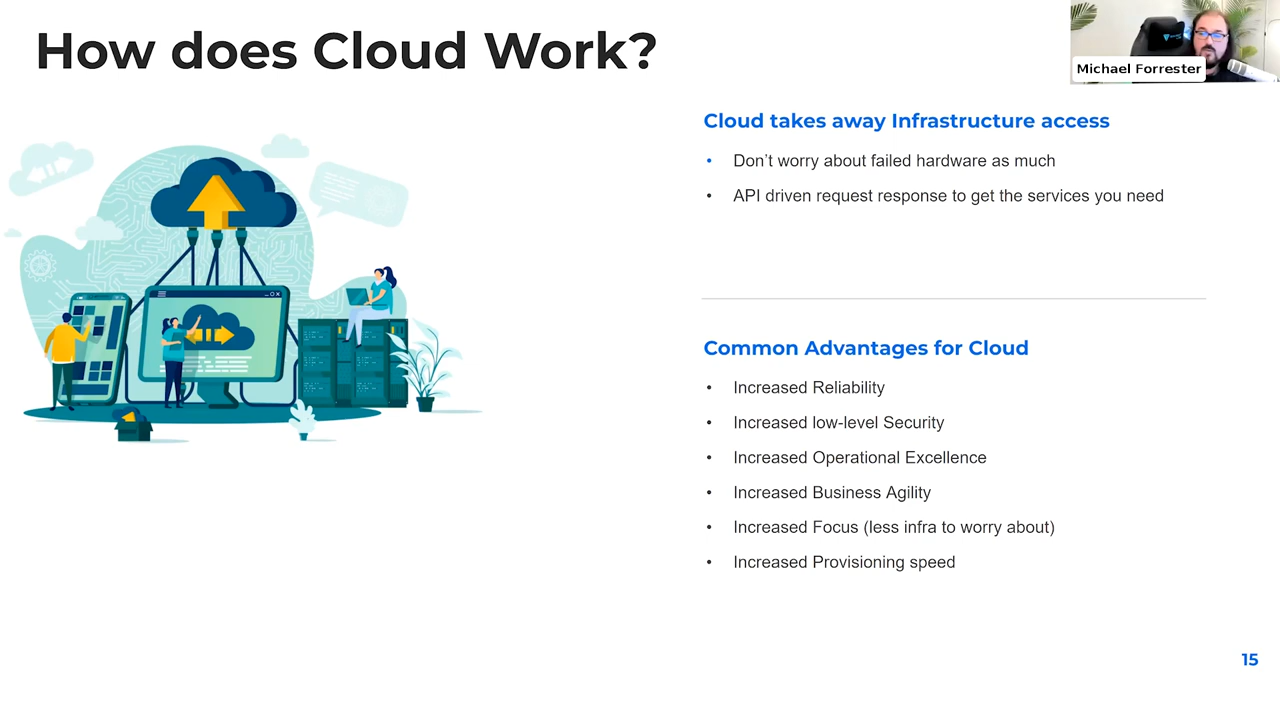 How does Cloud Work?
Michael Forrester
Cloud takes away Infrastructure access
• Don’t worry about failed hardware as much
• API driven request response to get the services you need
Common Advantages for Cloud
• Increased Reliability
• Increased low-level Security
• Increased Operational Excellence
• Increased Business Agility
• Increased Focus (less infra to worry about)
• Increased Provisioning speed
15